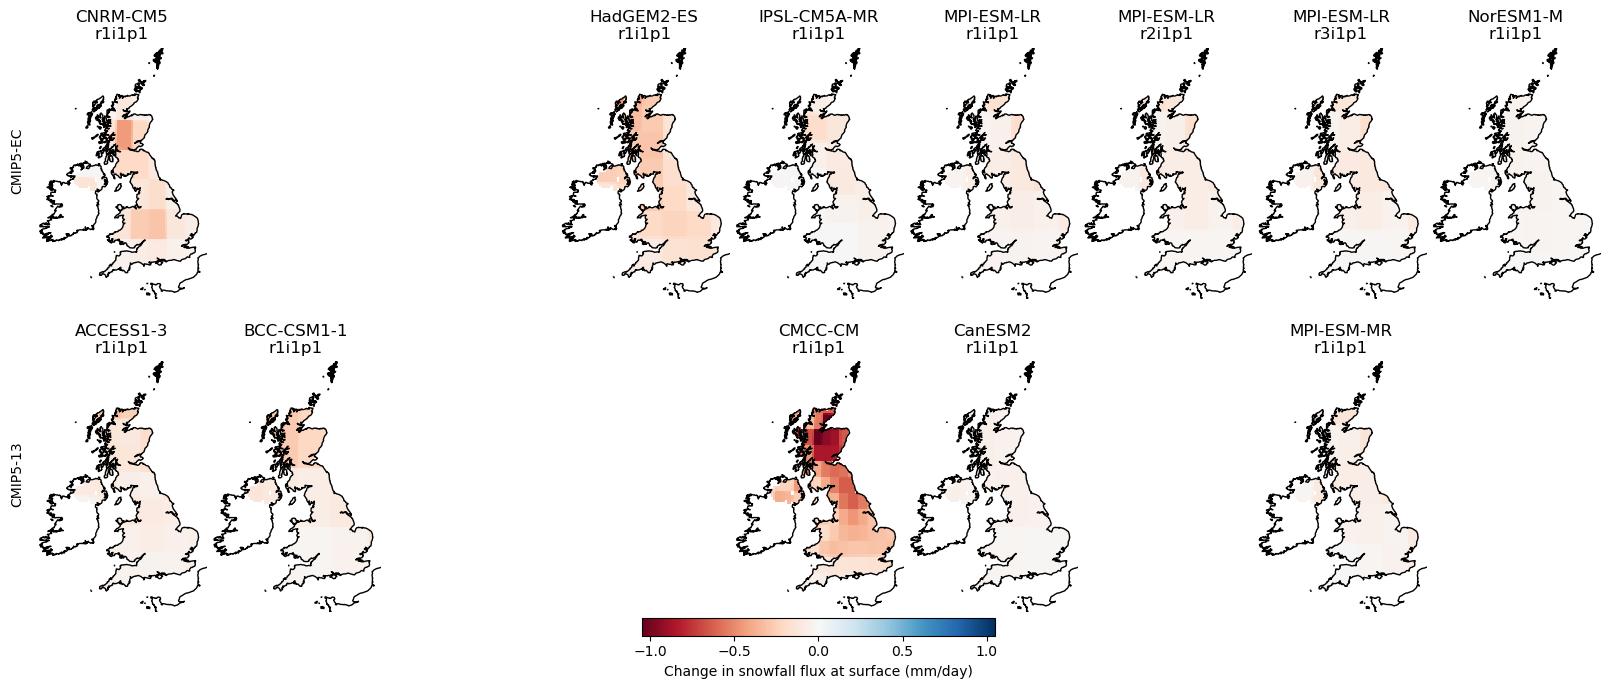 CNRM-CM5
r1i1p1
HadGEM2-ES
r1i1p1
IPSL-CM5A-MR
r1i1p1
MPI-ESM-LR
r1i1p1
MPI-ESM-LR
r2i1p1
MPI-ESM-LR
r3i1p1
NorESM1-M
r1i1p1
CMIP5-EC
ACCESS1-3
r1i1p1
BCC-CSM1-1
r1i1p1
CMCC-CM
r1i1p1
CanESM2
r1i1p1
MPI-ESM-MR
r1i1p1
CMIP5-13
−1.0 −0.5 0.0 0.5 1.0
Change in snowfall flux at surface (mm/day)